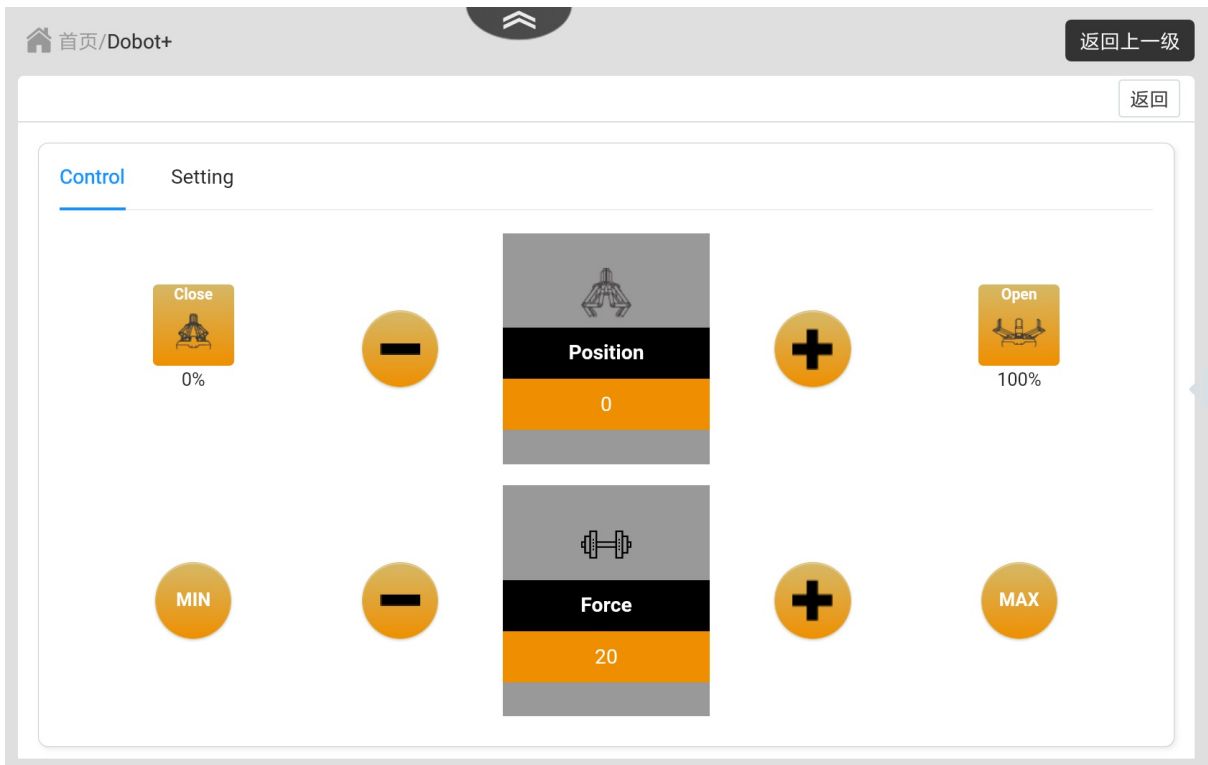 首页/Dobot+
返回上一级
返回
Control Setting
Close
0%
Position
0
Open
100%
MIN
Force
20
MAX